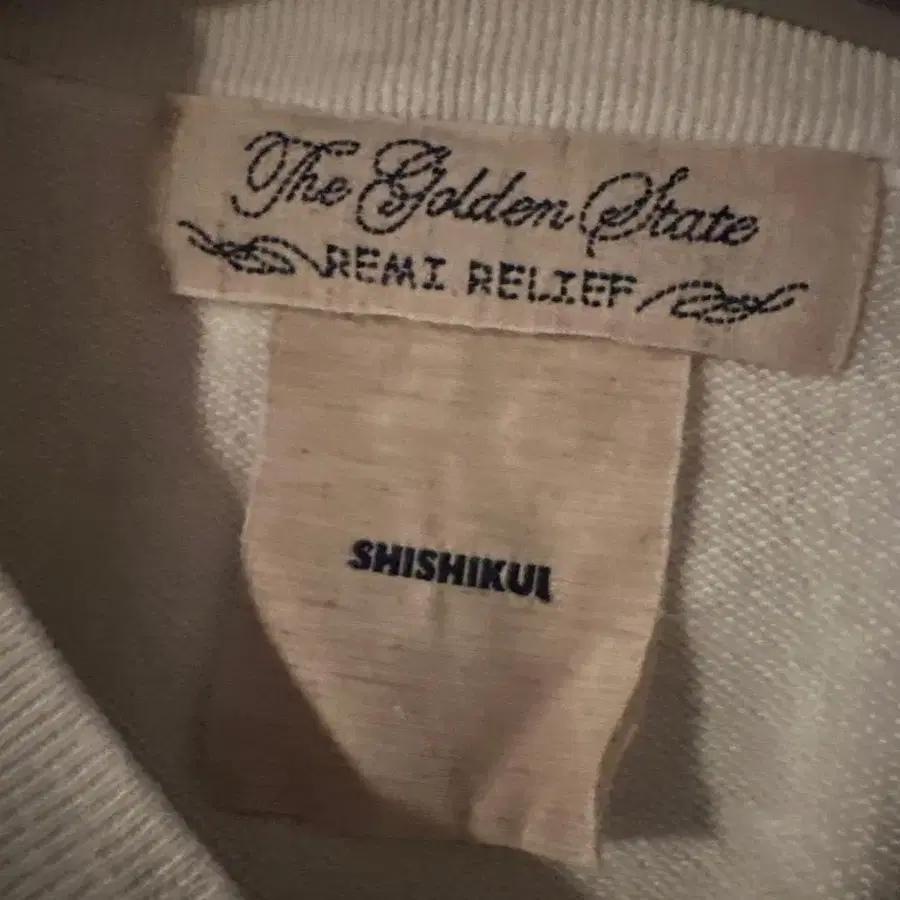 The Golden State
REMI RELIEF
SHISHIKUI